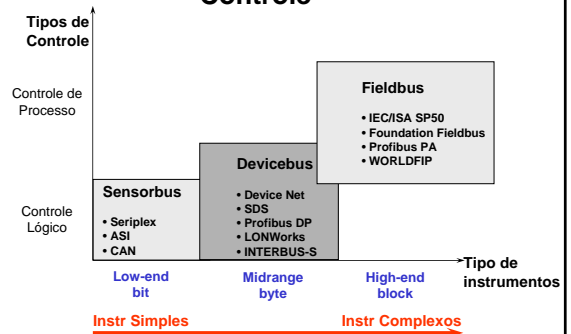 Controle
Tipos de
Controle
Controle de
Processo
Fieldbus
• IEC/ISA SP50
• Foundation Fieldbus
• Profibus PA
• WORLDFIP
Devicebus
• Device Net
• SDS
• Profibus DP
• LONWorks
• INTERBUS-S
Sensorbus
• Seriplex
• ASI
• CAN
Controle
Lógico
Tipo de
instrumentos
Low-end
bit
Midrange
byte
High-end
block
Instr Simples
Instr Complexos